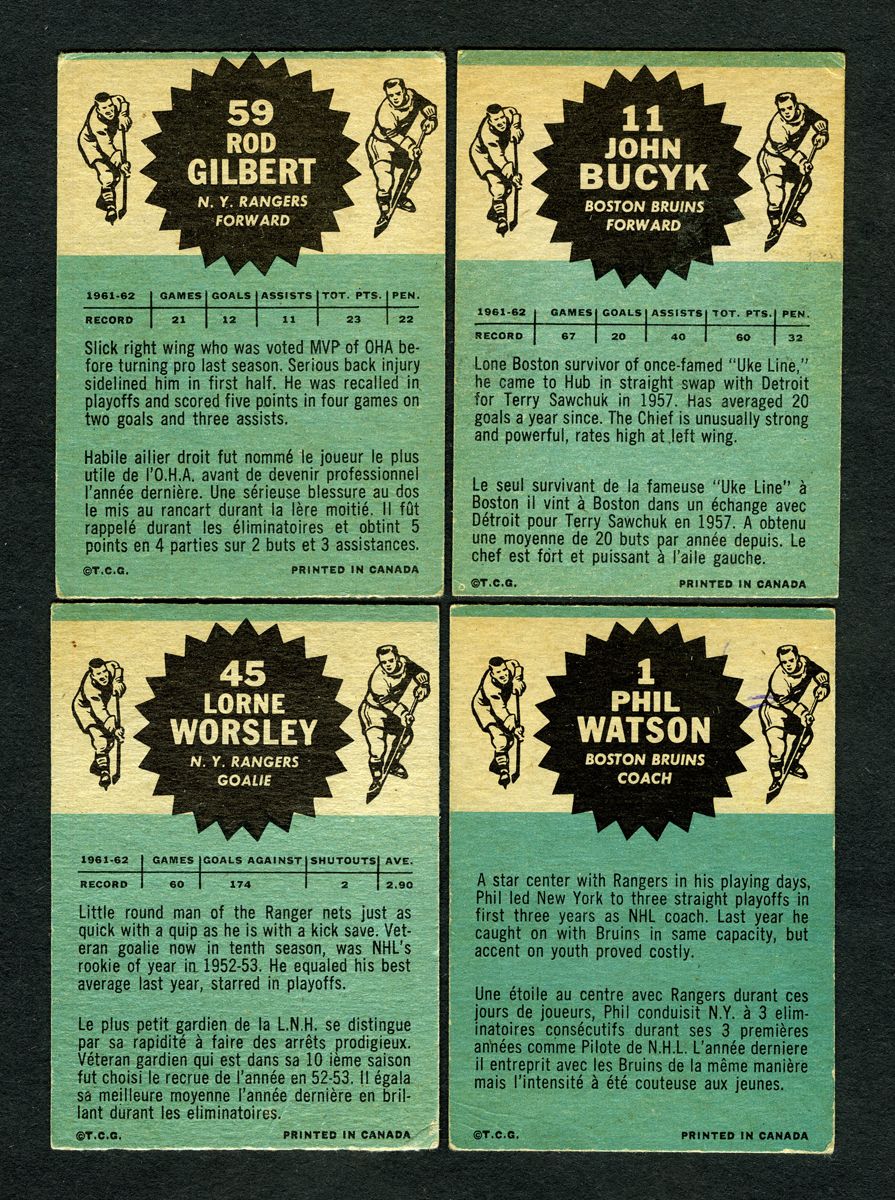 59
ROD
GILBERT
N. Y. RANGERS
FORWARD
1961-62 GAMES GOALS ASSISTS TOT. PTS. PEN.
RECORD 21 12 11 23 22
Slick right wing who was voted MVP of OHA be-
fore turning pro last season. Serious back injury
sidelined him in first half. He was recalled in
playoffs and scored five points in four games on
two goals and three assists.
Habile ailier droit fut nommé le joueur le plus
utile de l'O.H.A. avant de devenir professionnel
l'année dernière. Une sérieuse blessure au dos
le mis au rancart durant la lère moitié. Il fût
rappelé durant les éliminatoires et obtint 5
points en 4 parties sur 2 buts et 3 assistances.
©T.C.G. PRINTED IN CANADA
11
JOHN
BUCYK
BOSTON BRUINS
FORWARD
1961-62 GAMES GOALS ASSISTS TOT. PTS. PEN.
RECORD 67 20 40 60 32
Lone Boston survivor of once-famed "Uke Line,"
he came to Hub in straight swap with Detroit
for Terry Sawchuk in 1957. Has averaged 20
goals a year since. The Chief is unusually strong
and powerful, rates high at left wing.
Le seul survivant de la fameuse "Uke Line" à
Boston il vint à Boston dans un échange avec
Détroit pour Terry Sawchuk en 1957. A obtenu
une moyenne de 20 buts par année depuis. Le
chef est fort et puissant à l'aile gauche.
©T.C.G. PRINTED IN CANADA
45
LORNE
WORSLEY
N. Y. RANGERS
GOALIE
1961-62 GAMES GOALS AGAINST SHUTOUTS AVE.
RECORD 60 174 2 2.90
Little round man of the Ranger nets just as
quick with a quip as he is with a kick save. Vet-
eran goalie now in tenth season, was NHL's
rookie of year in 1952-53. He equaled his best
average last year, starred in playoffs.
Le plus petit gardien de la L.N.H. se distingue
par sa rapidité à faire des arrêts prodigieux.
Véteran gardien qui est dans sa 10 ième saison
fut choisi le recrue de l'année en 52-53. Il égala
sa meilleure moyenne l'année dernière en bril-
lant durant les eliminatoires.
©T.C.G. PRINTED IN CANADA
1
PHIL
WATSON
BOSTON BRUINS
COACH
A star center with Rangers in his playing days,
Phil led New York to three straight playoffs in
first three years as NHL coach. Last year he
caught on with Bruins in same capacity, but
accent on youth proved costly.
Une étoile au centre avec Rangers durant ces
jours de joueurs, Phil conduisit N.Y. à 3 elim-
inatoires consécutifs durant ses 3 premières
années comme Pilote de N.H.L. L'année derniere
il entreprit avec les Bruins de la même manière
mais l'intensité à été couteuse aux jeunes.
©T.C.G. PRINTED IN CANADA